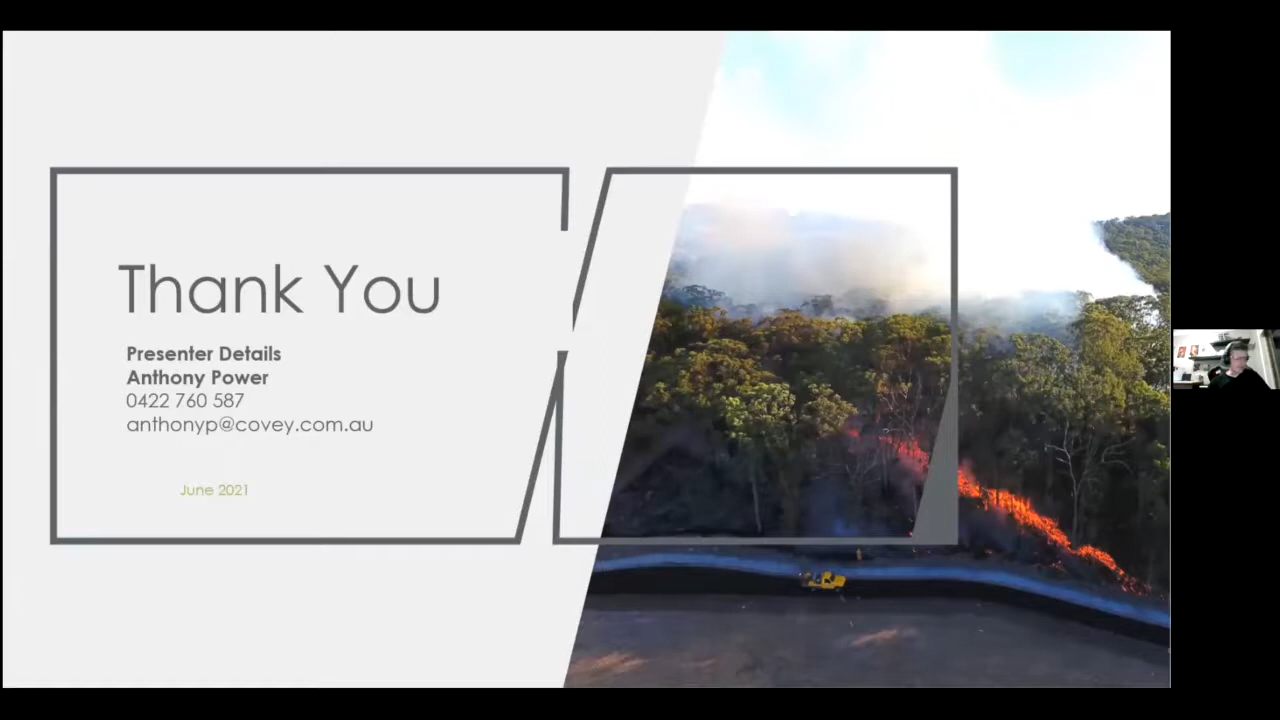 Thank You
Presenter Details
Anthony Power
0422 760 587
anthonyp@covey.com.au
June 2021